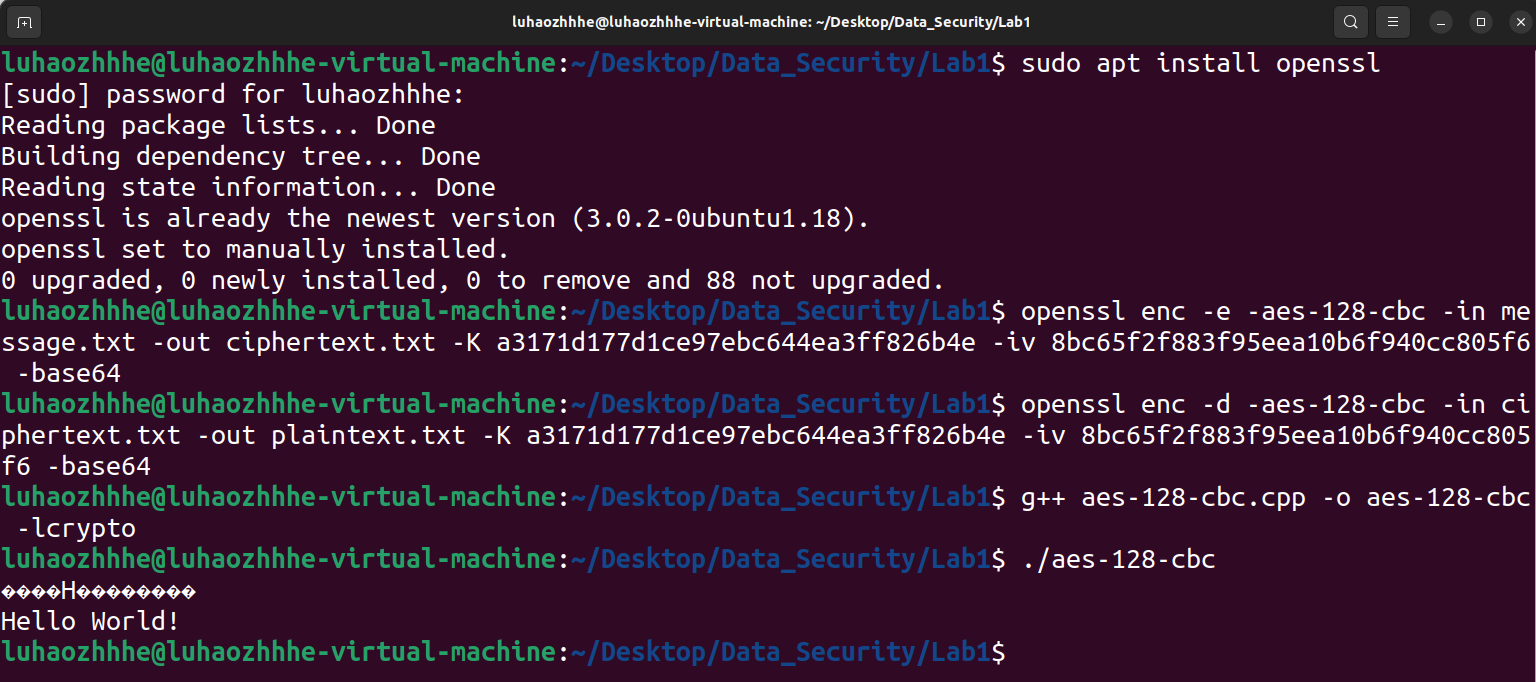 luhaozhhhe@luhaozhhhe-virtual-machine: ~/Desktop/Data_Security/Lab1
luhaozhhhe@luhaozhhhe-virtual-machine:~/Desktop/Data_Security/Lab1$ sudo apt install openssl
[sudo] password for luhaozhhhe:
Reading package lists... Done
Building dependency tree... Done
Reading state information... Done
openssl is already the newest version (3.0.2-0ubuntu1.18).
openssl set to manually installed.
0 upgraded, 0 newly installed, 0 to remove and 88 not upgraded.
luhaozhhhe@luhaozhhhe-virtual-machine:~/Desktop/Data_Security/Lab1$ openssl enc -e -aes-128-cbc -in me
ssage.txt -out ciphertext.txt -K a3171d177d1ce97ebc644ea3ff826b4e -iv 8bc65f2f883f95eea10b6f940cc805f6
 -base64
luhaozhhhe@luhaozhhhe-virtual-machine:~/Desktop/Data_Security/Lab1$ openssl enc -d -aes-128-cbc -in ci
phertext.txt -out plaintext.txt -K a3171d177d1ce97ebc644ea3ff826b4e -iv 8bc65f2f883f95eea10b6f940cc805
f6 -base64
luhaozhhhe@luhaozhhhe-virtual-machine:~/Desktop/Data_Security/Lab1$ g++ aes-128-cbc.cpp -o aes-128-cbc
 -lcrypto
luhaozhhhe@luhaozhhhe-virtual-machine:~/Desktop/Data_Security/Lab1$ ./aes-128-cbc
����H��������
Hello World!
luhaozhhhe@luhaozhhhe-virtual-machine:~/Desktop/Data_Security/Lab1$